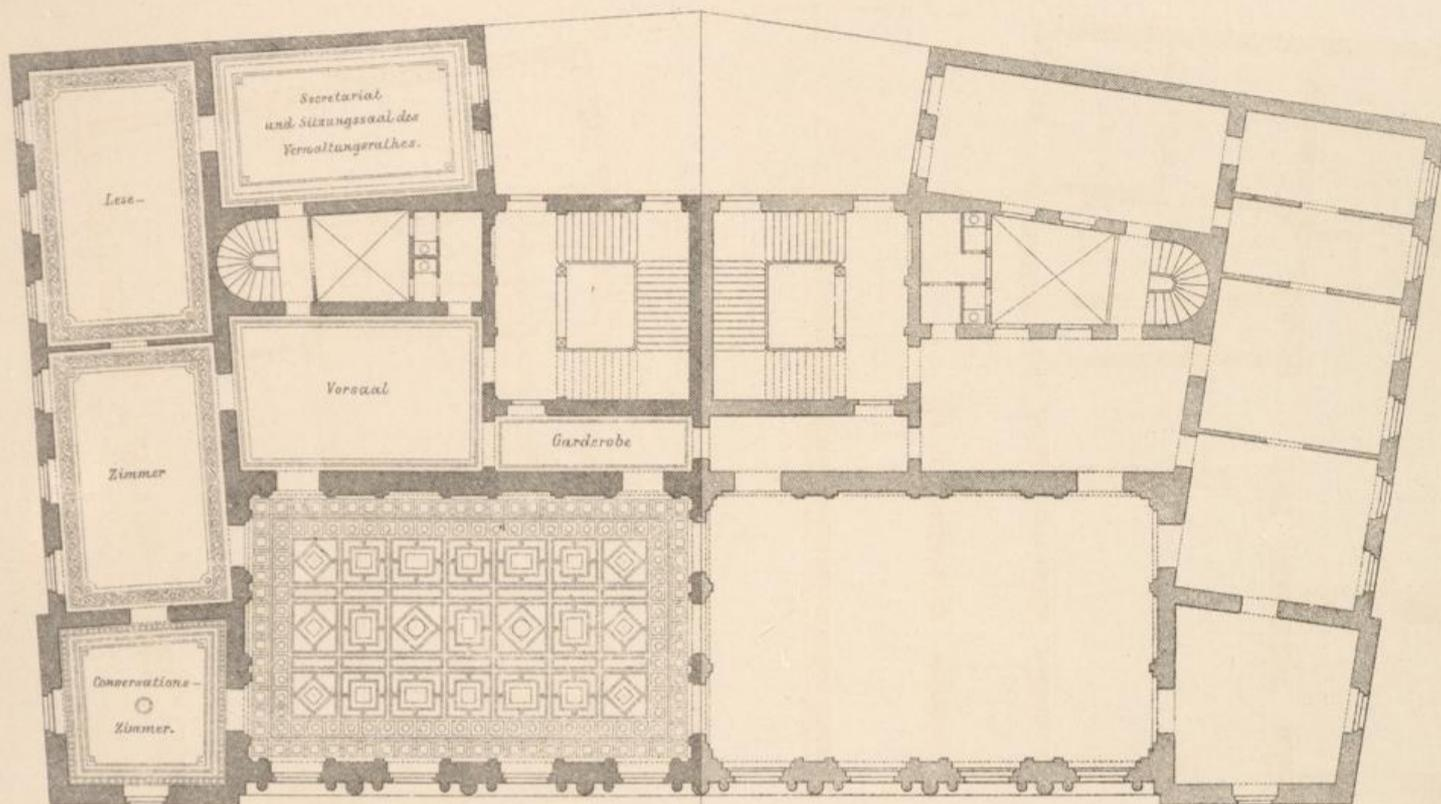 Secretariat
und Sitzungssaal des
Verwaltungsrathes.
Lese-
Vorsaal
Garderobe
Zimmer
Conversations-
Zimmer.